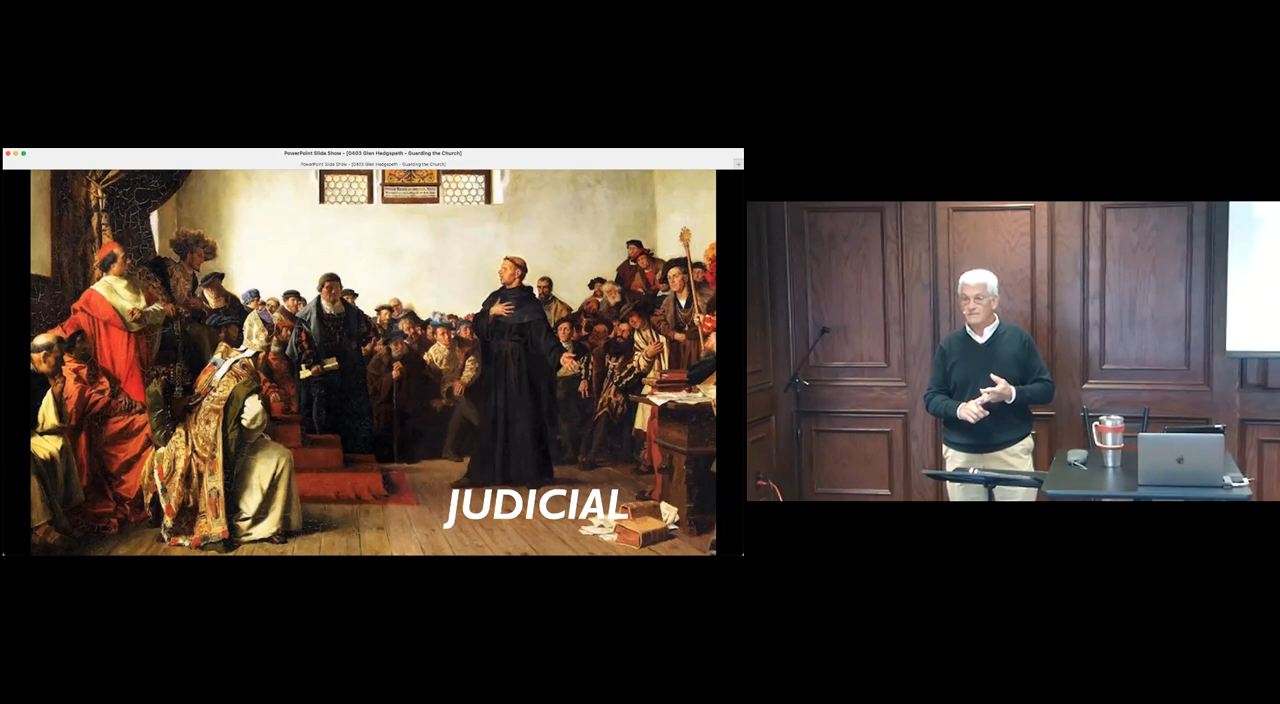 PowerPoint Slide Show - [0403 Glen Hedgspeth - Guarding the Church]
PowerPoint Slide Show - [0403 Glen Hedgspeth - Guarding the Church]
JUDICIAL